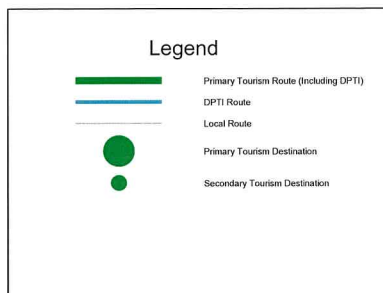 Legend
Primary Tourism Route (Including DPTI)
DPTI Route
Local Route
Primary Tourism Destination
Secondary Tourism Destination